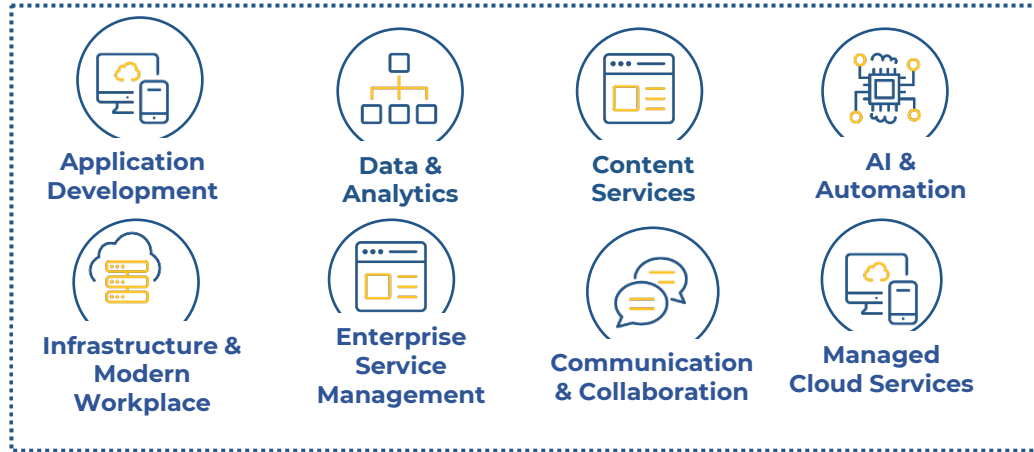 Application
Development
Data &
Analytics
Content
Services
AI &
Automation
Infrastructure &
Modern
Workplace
Enterprise
Service
Management
Communication
& Collaboration
Managed
Cloud Services